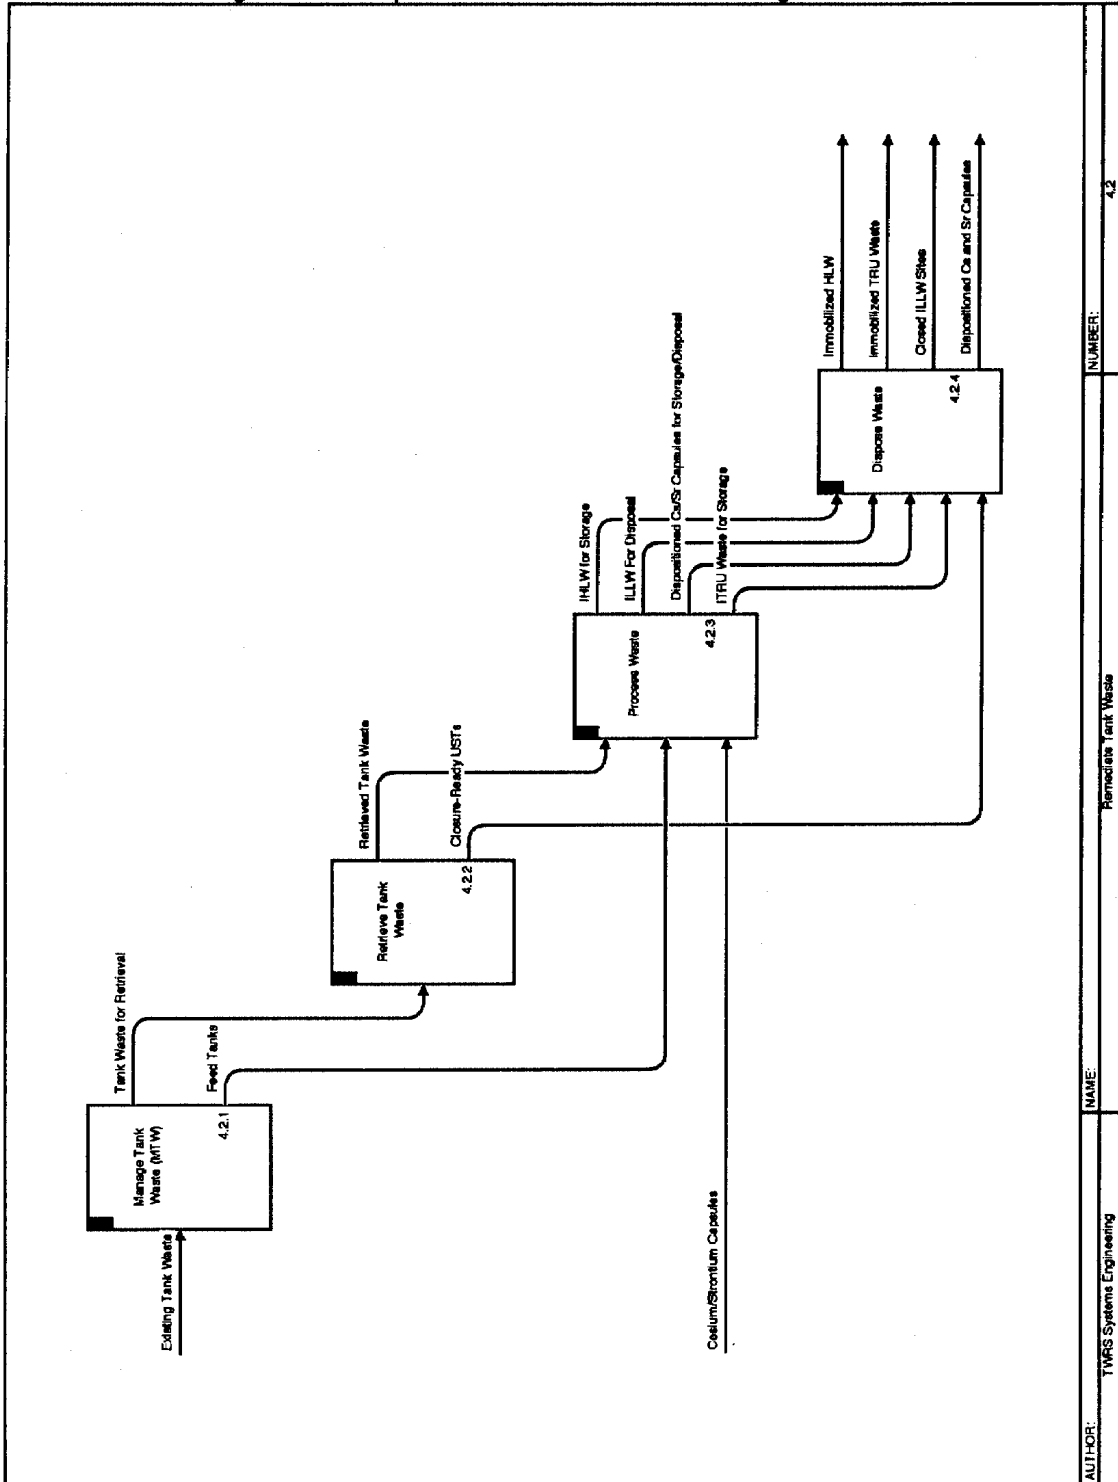 Existing Tank Waste
Manage Tank
Waste (MTW)
4.2.1
Tank Waste for Retrieval
Feed Tanks
Retrieve Tank
Waste
4.2.2
Retrieved Tank Waste
Closure-Ready USTs
Cesium/Strontium Capsules
Process Waste
4.2.3
IHLW for Storage
ILLW For Disposal
Dispositioned Cs/Sr Capsules for Storage/Disposal
ITRU Waste for Storage
Dispose Waste
4.2.4
Immobilized HLW
Immobilized TRU Waste
Closed ILLW Sites
Dispositioned Cs and Sr Capsules
AUTHOR:
TWRS Systems Engineering
NAME:
Remediate Tank Waste
NUMBER:
4.2